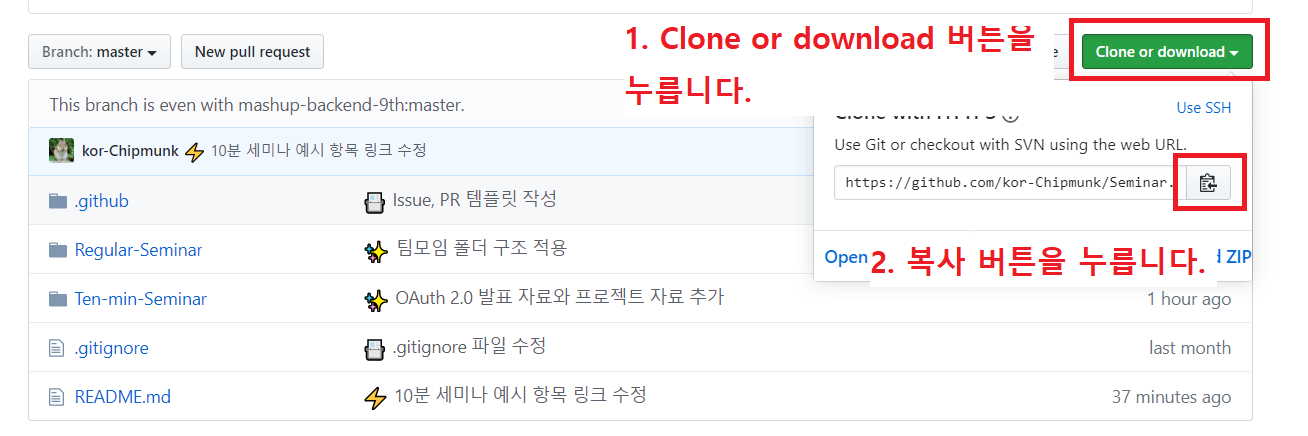 Branch: master
New pull request
1. Clone or download 버튼을
누릅니다.
Clone or download
This branch is even with mashup-backend-9th:master.
Use SSH
Clone with HTTPS
Use Git or checkout with SVN using the web URL.
https://github.com/kor-Chipmunk/Seminar.
kor-Chipmunk ⚡ 10분 세미나 예시 항목 링크 수정
.github
Issue, PR 템플릿 작성
Regular-Seminar
팀모임 폴더 구조 적용
Open
2. 복사 버튼을 누릅니다.
ZIP
Ten-min-Seminar
OAuth 2.0 발표 자료와 프로젝트 자료 추가
1 hour ago
.gitignore
.gitignore 파일 수정
last month
README.md
⚡ 10분 세미나 예시 항목 링크 수정
37 minutes ago